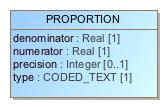 PROPORTION
denominator : Real [1]
numerator : Real [1]
precision : Integer [0..1]
type : CODED_TEXT [1]